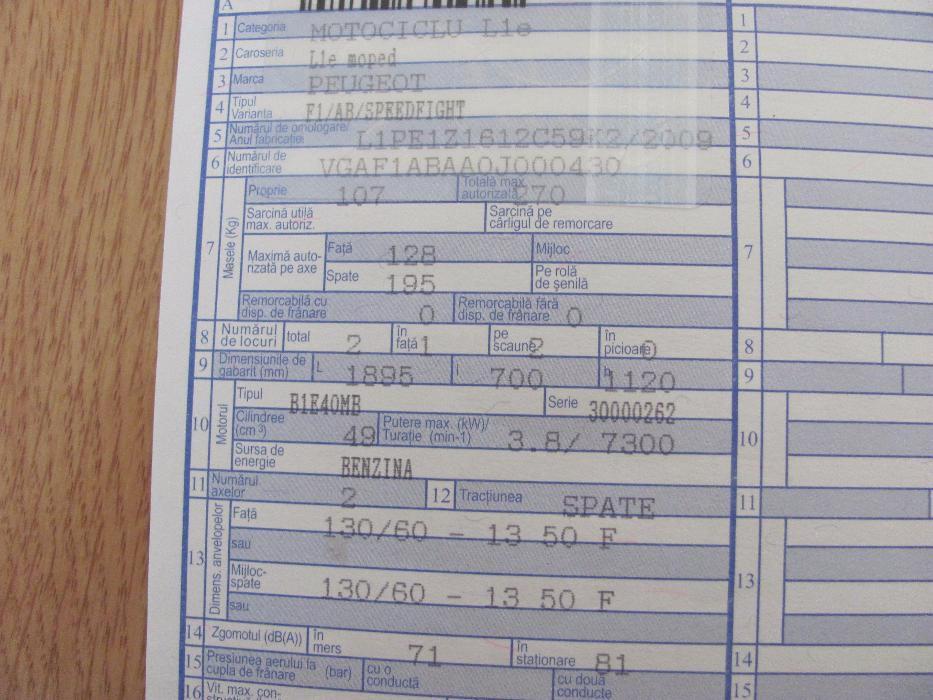 A
1 Categoria MOTOCICLU L1e 1
2 Caroseria L1e moped 2
3 Marca PEUGEOT 3
4 Tipul Varianta F1/AB/SPEEDFIGHT 4
5 Numărul de omologare/ Anul fabricației L1PE1Z1612C59K2/2009 5
6 Numărul de identificare VGAF1ABAA0J000430 6
7 Masele (Kg) Proprie 107 Totală max. autorizată 270 7
Sarcină utilă max. autoriz. Sarcină pe cârligul de remorcare
Maximă autorizată pe axe Față 128 Mijloc
Spate 195 Pe rolă de șenilă
Remorcabilă cu disp. de frânare 0 Remorcabilă fără disp. de frânare 0
8 Numărul de locuri total 2 în față 1 pe scaune 2 în picioare 0 8
9 Dimensiunile de gabarit (mm) L 1895 l 700 h 1120 9
10 Motorul Tipul B1E40MB Serie 30000262 10
Cilindree (cm³) 49 Putere max. (kW)/ Turație (min-1) 3.8/ 7300
Sursa de energie BENZINA
11 Numărul axelor 2 12 Tracțiunea SPATE 11
13 Dimens. anvelopelor Față 130/60 - 13 50 F 13
sau
Mijloc- spate 130/60 - 13 50 F
sau
14 Zgomotul (dB(A)) în mers 71 în staționare 81 14
15 Presiunea aerului la cupla de frânare (bar) cu o conductă cu două conducte 15
16 Vit. max. con-